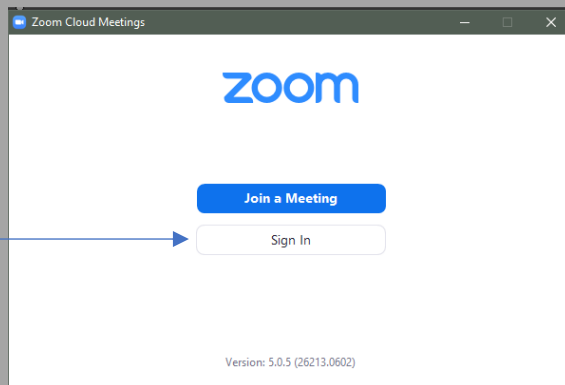 Zoom Cloud Meetings
zoom
Join a Meeting
Sign In
Version: 5.0.5 (26213.0602)